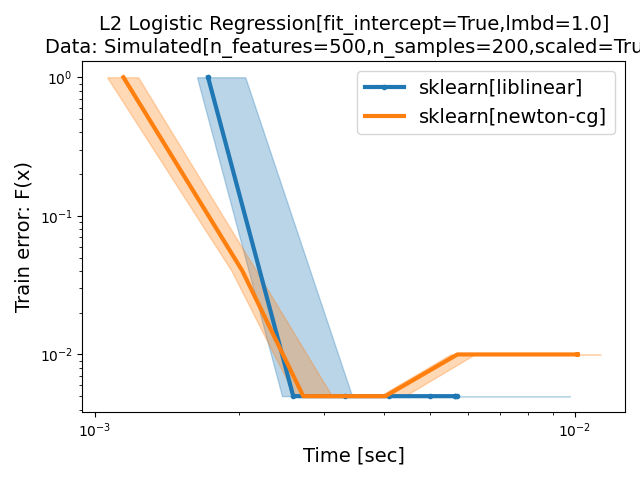 L2 Logistic Regression[fit_intercept=True,lmbd=1.0]
Data: Simulated[n_features=500,n_samples=200,scaled=Tru
sklearn[liblinear]
sklearn[newton-cg]
Train error: F(x)
10⁰
10⁻¹
10⁻²
10⁻³
10⁻²
Time [sec]